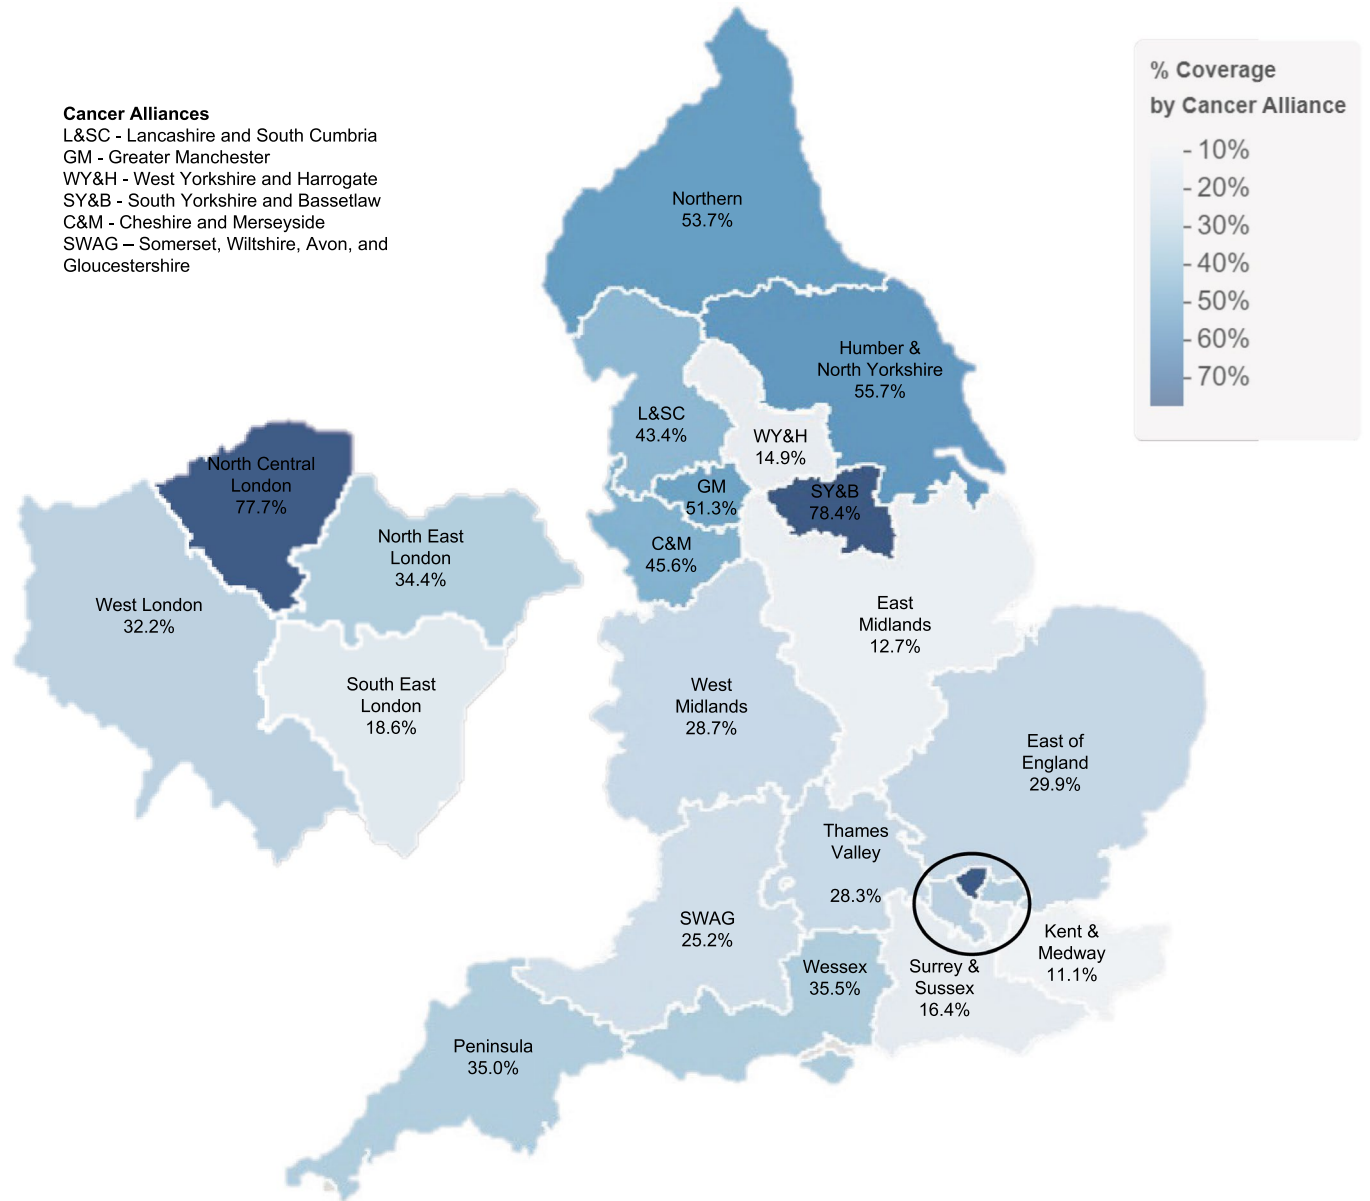 Cancer Alliances
L&SC - Lancashire and South Cumbria
GM - Greater Manchester
WY&H - West Yorkshire and Harrogate
SY&B - South Yorkshire and Bassetlaw
C&M - Cheshire and Merseyside
SWAG – Somerset, Wiltshire, Avon, and
Gloucestershire
% Coverage
by Cancer Alliance
10%
20%
30%
40%
50%
60%
70%
Northern
53.7%
Humber &
North Yorkshire
55.7%
L&SC
43.4%
WY&H
14.9%
GM
51.3%
SY&B
78.4%
C&M
45.6%
North Central
London
77.7%
North East
London
34.4%
West London
32.2%
South East
London
18.6%
East
Midlands
12.7%
West
Midlands
28.7%
East of
England
29.9%
Thames
Valley
28.3%
SWAG
25.2%
Wessex
35.5%
Surrey &
Sussex
16.4%
Kent &
Medway
11.1%
Peninsula
35.0%